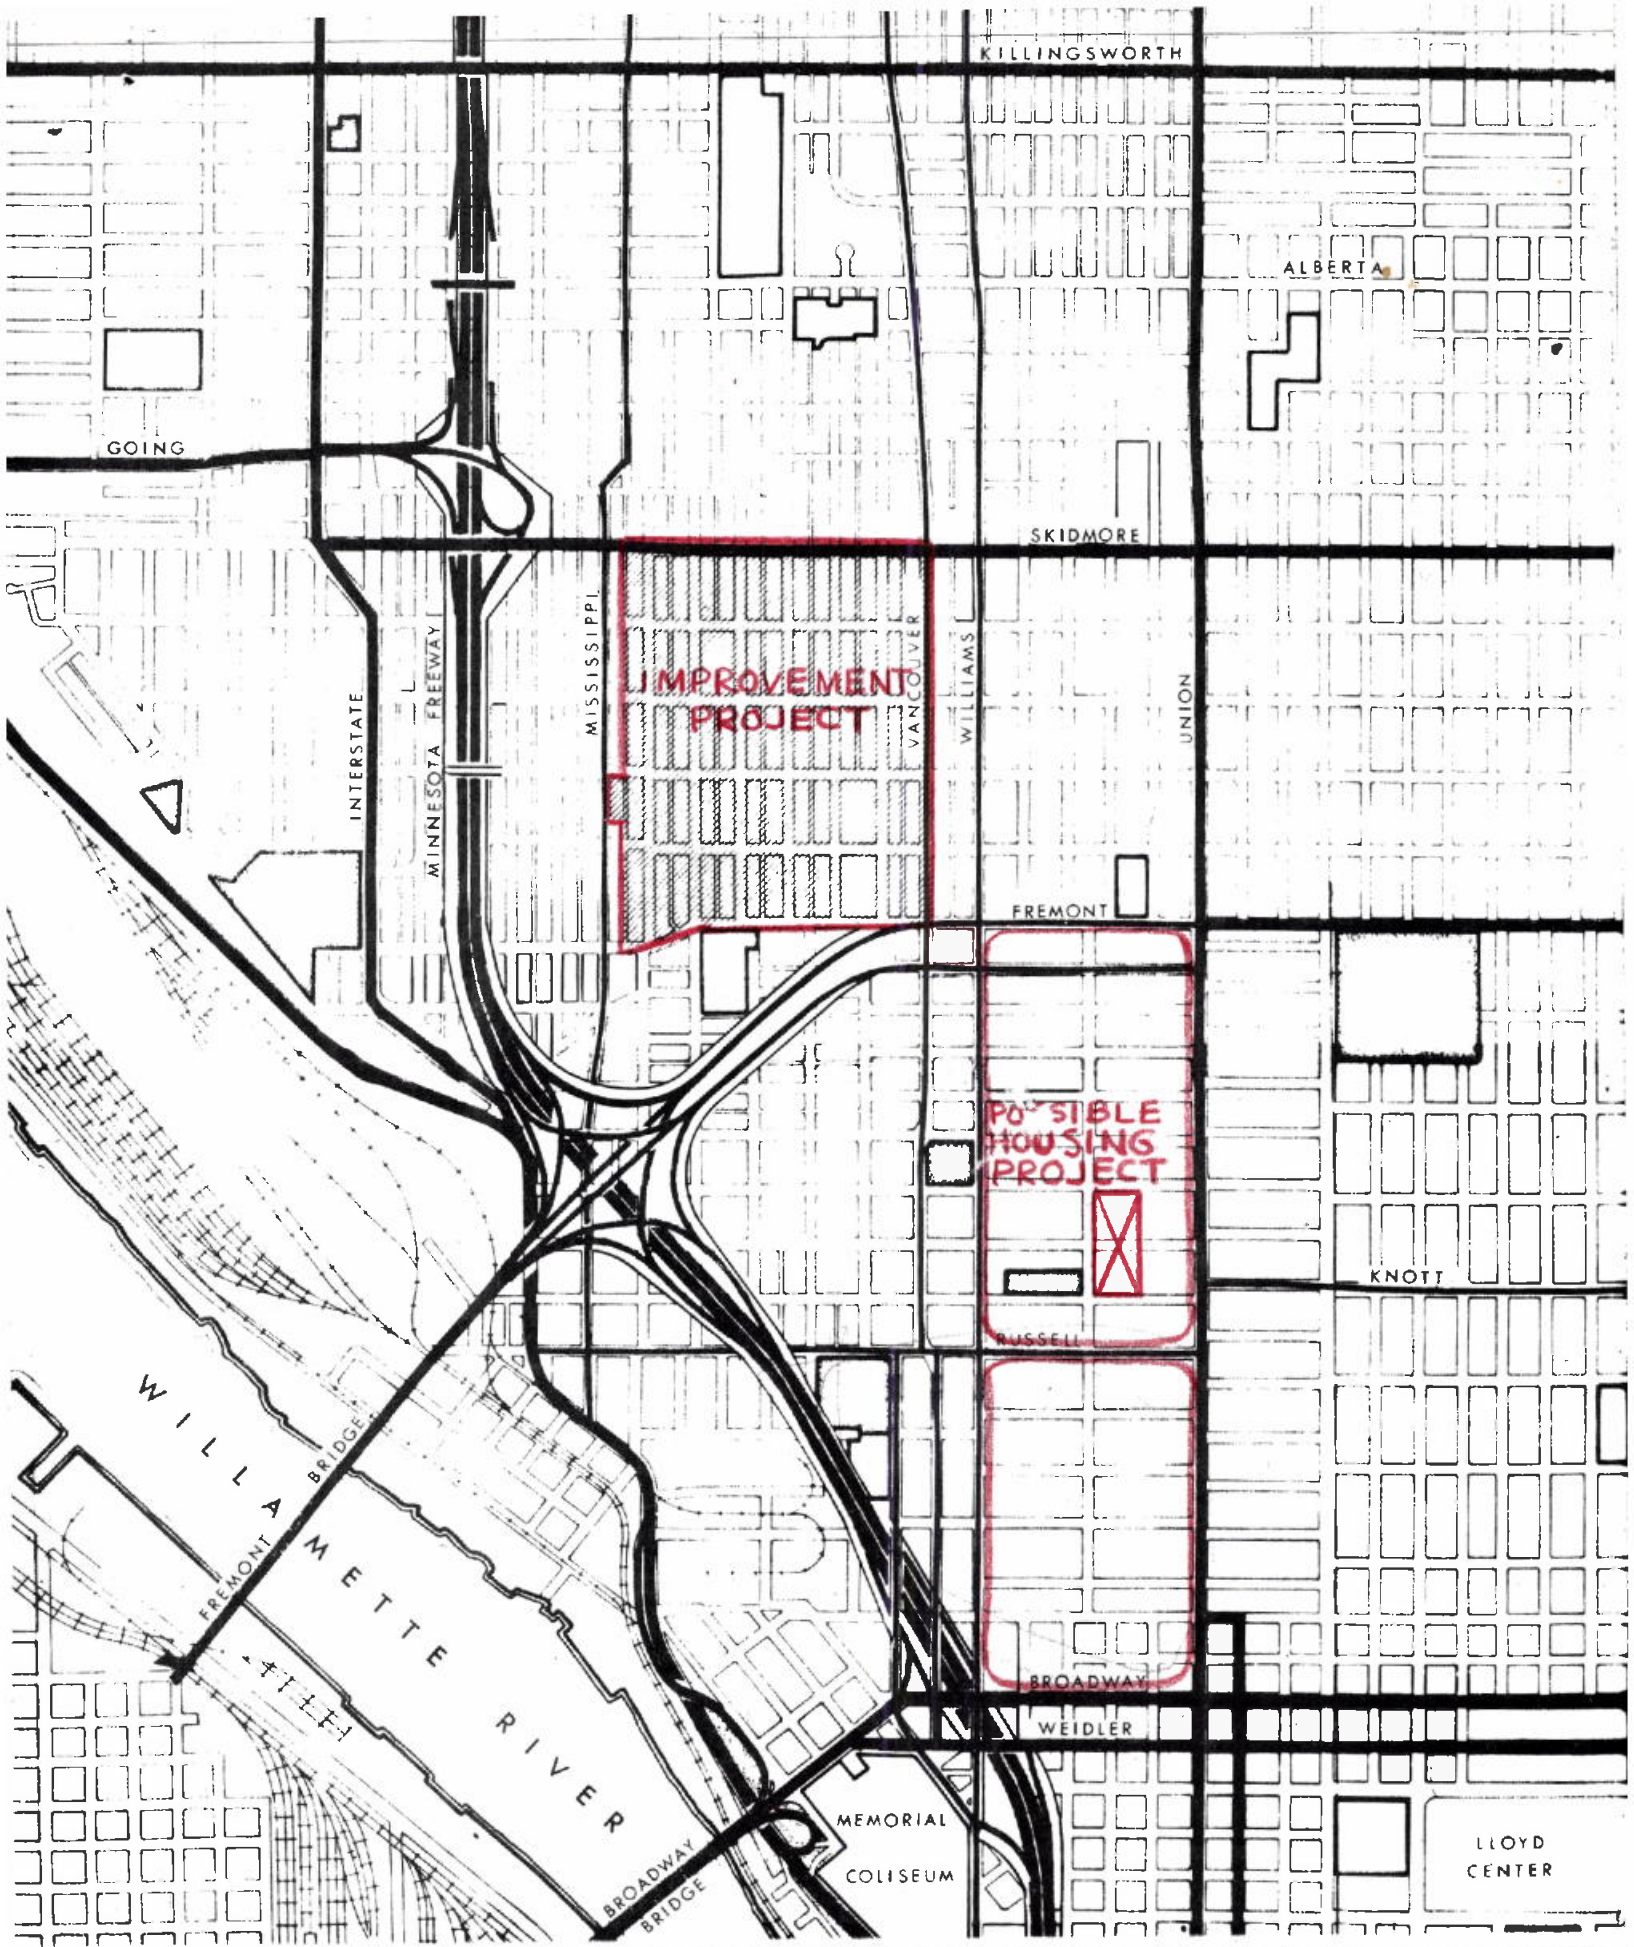 KILLINGSWORTH
ALBERTA
GOING
SKIDMORE
MISSISSIPPI
VANCOUVER
WILLIAMS
UNION
INTERSTATE
MINNESOTA FREEWAY
IMPROVEMENT
PROJECT
FREMONT
POSSIBLE
HOUSING
PROJECT
KNOTT
RUSSELL
WILLAMETTE RIVER
FREMONT BRIDGE
BROADWAY
WEIDLER
MEMORIAL
COLISEUM
LLOYD
CENTER
BROADWAY
BRIDGE